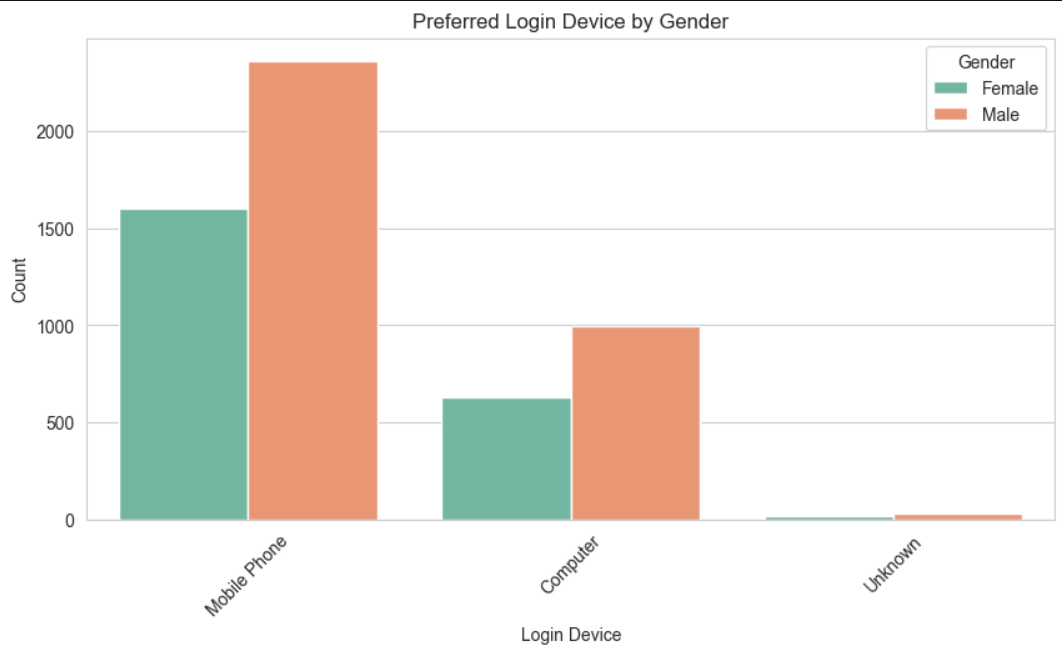 Preferred Login Device by Gender
Gender
Female
Male
Count
2000
1500
1000
500
0
Mobile Phone
Computer
Unknown
Login Device